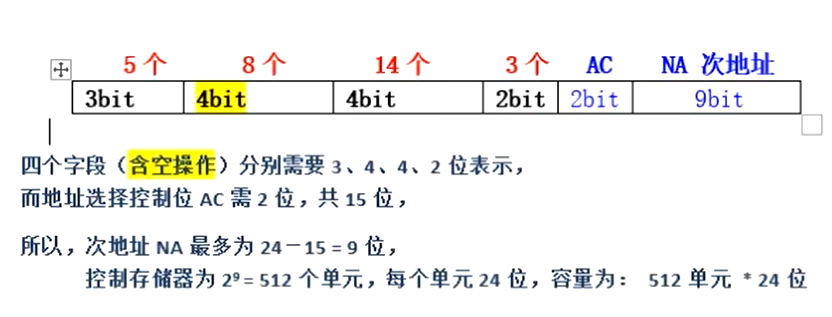 5个 8个 14个 3个 AC NA 次地址
3bit 4bit 4bit 2bit 2bit 9bit
四个字段（含空操作）分别需要 3、4、4、2 位表示，
而地址选择控制位 AC 需 2 位，共 15 位，
所以，次地址 NA 最多为 24－15 = 9 位，
控制存储器为 2⁹ = 512 个单元，每个单元 24 位，容量为： 512 单元 * 24 位